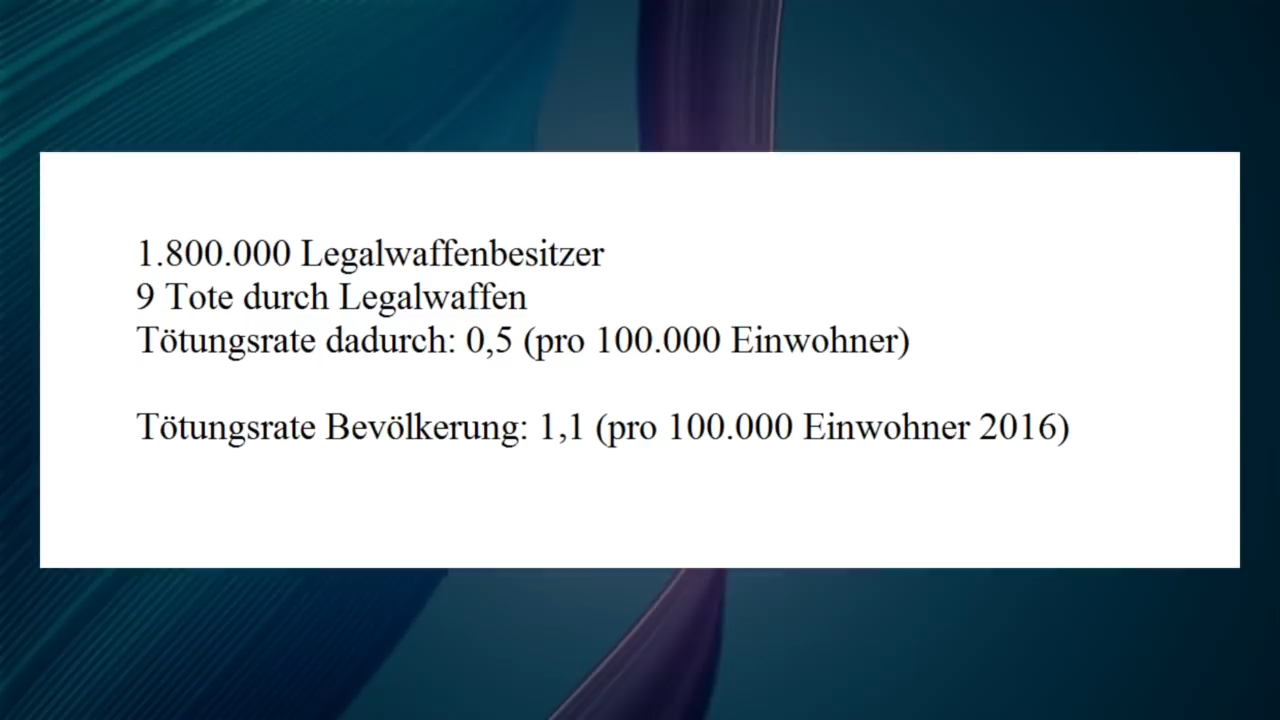 1.800.000 Legalwaffenbesitzer
9 Tote durch Legalwaffen
Tötungsrate dadurch: 0,5 (pro 100.000 Einwohner)
Tötungsrate Bevölkerung: 1,1 (pro 100.000 Einwohner 2016)